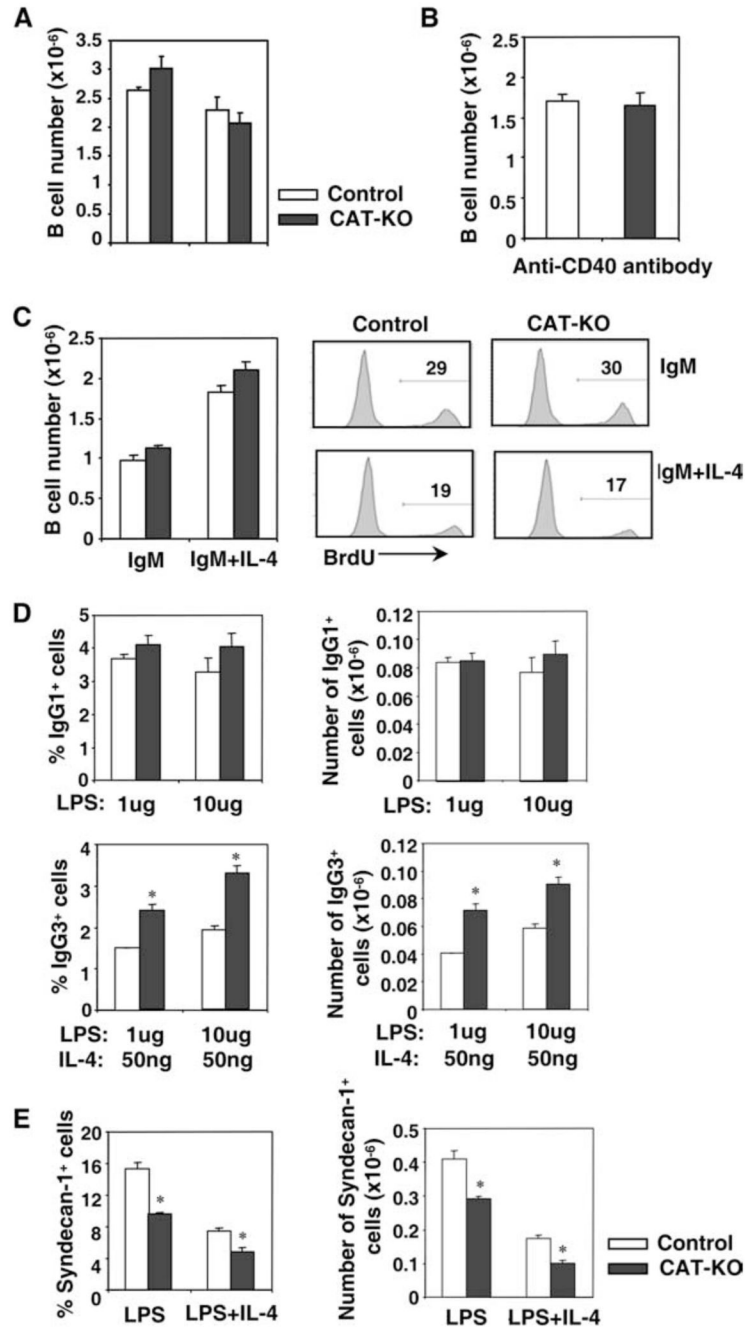 A
B cell number (x10⁻⁶)
3.5
3
2.5
2
1.5
1
0.5
0
Control
CAT-KO
B
B cell number (x10⁻⁶)
2
1.5
1
0.5
0
Anti-CD40 antibody
C
B cell number (x10⁻⁶)
2.5
2
1.5
1
0.5
0
IgM
IgM+IL-4
Control
CAT-KO
29
30
IgM
19
17
IgM+IL-4
BrdU
D
% IgG1⁺ cells
5
4
3
2
1
0
LPS: 1ug 10ug
Number of IgG1⁺
cells (x10⁻⁶)
0.12
0.10
0.08
0.06
0.04
0.02
0
LPS: 1ug 10ug
% IgG3⁺ cells
4
3
2
1
0
*
*
LPS: 1ug 10ug
IL-4: 50ng 50ng
Number of IgG3⁺
cells (x10⁻⁶)
0.12
0.10
0.08
0.06
0.04
0.02
0
*
*
LPS: 1ug 10ug
IL-4: 50ng 50ng
E
% Syndecan-1⁺ cells
20
16
12
8
4
0
*
*
LPS LPS+IL-4
Number of Syndecan-1⁺
cells (x10⁻⁶)
0.5
0.4
0.3
0.2
0.1
0
*
*
LPS LPS+IL-4
Control
CAT-KO